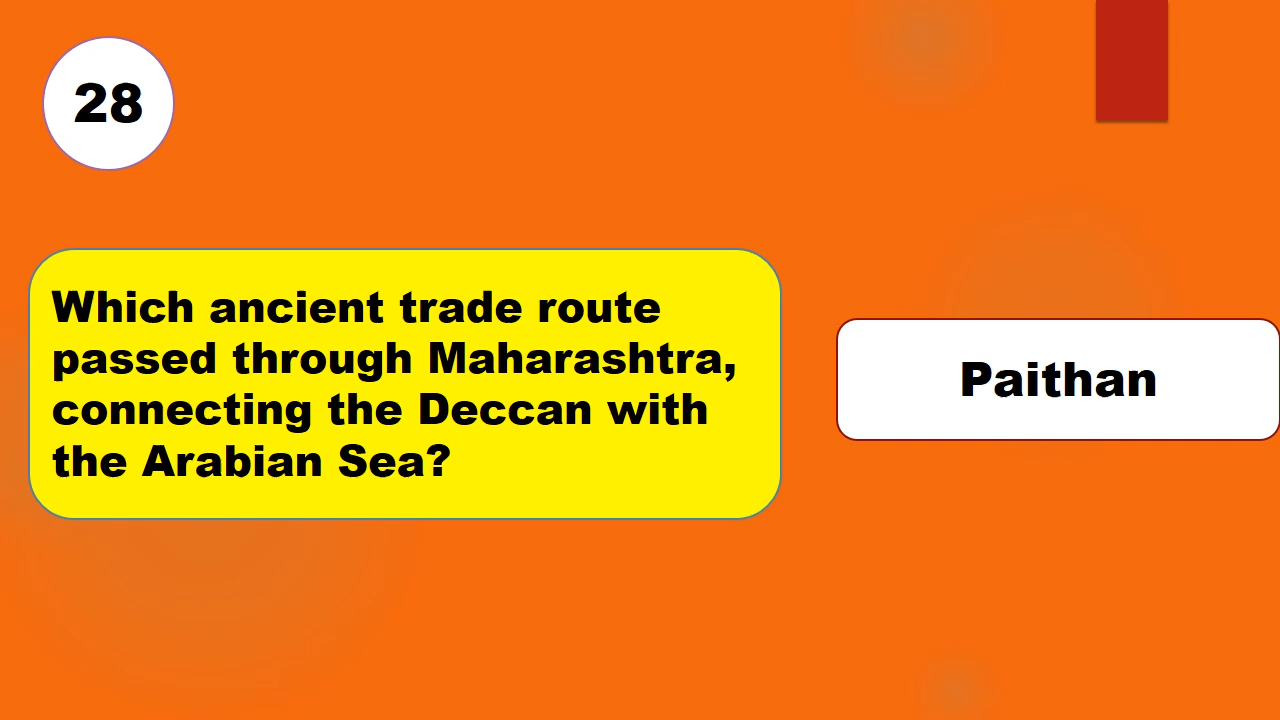 28
Which ancient trade route
passed through Maharashtra,
connecting the Deccan with
the Arabian Sea?
Paithan